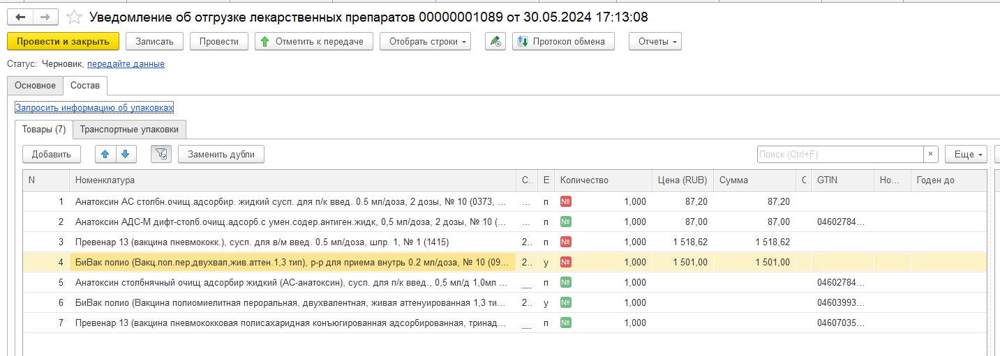 Уведомление об отгрузке лекарственных препаратов 00000001089 от 30.05.2024 17:13:08
Провести и закрыть Записать Провести Отметить к передаче Отобрать строки Протокол обмена Отчеты
Статус: Черновик, передайте данные
Основное Состав
Запросить информацию об упаковках
Товары (7) Транспортные упаковки
Добавить Заменить дубли Поиск (Ctrl+F) × Еще
N Номенклатура С.. Е Количество Цена (RUB) Сумма С GTIN Но... Годен до
1 Анатоксин АС столбн.очищ.адсорбир. жидкий сусп. для п/к введ. 0.5 мл/доза, 2 дозы, № 10 (0373, ... ... п № 1,000 87,20 87,20
2 Анатоксин АДС-М дифт-столб.очищ.адсорб.с умен.содер.антиген.жидк, 0,5 мл/доза, 2 дозы, № 10 (... ... п № 1,000 87,00 87,00 04602784...
3 Превенар 13 (вакцина пневмококк.), сусп. для в/м введ. 0.5 мл/доза, шпр. 1, № 1 (1415) 2.. п № 1,000 1 518,62 1 518,62
4 БиВак полио (Вакц.пол.пер,двухвал,жив.аттен.1,3 тип), р-р для приема внутрь 0.2 мл/доза, № 10 (09... 2.. у № 1,000 1 501,00 1 501,00
5 Анатоксин столбнячный очищ адсорбир жидкий (АС-анатоксин), сусп. для п/к введ., 0,5 мл/д 1,0мл ... п № 1,000 04602784...
6 БиВак полио (Вакцина полиомиелитная пероральная, двухвалентная, живая аттенуированная 1,3 ти... 2.. у № 1,000 04603993...
7 Превенар 13 (вакцина пневмококковая полисахаридная конъюгированная адсорбированная, тринад... п № 1,000 04607035...